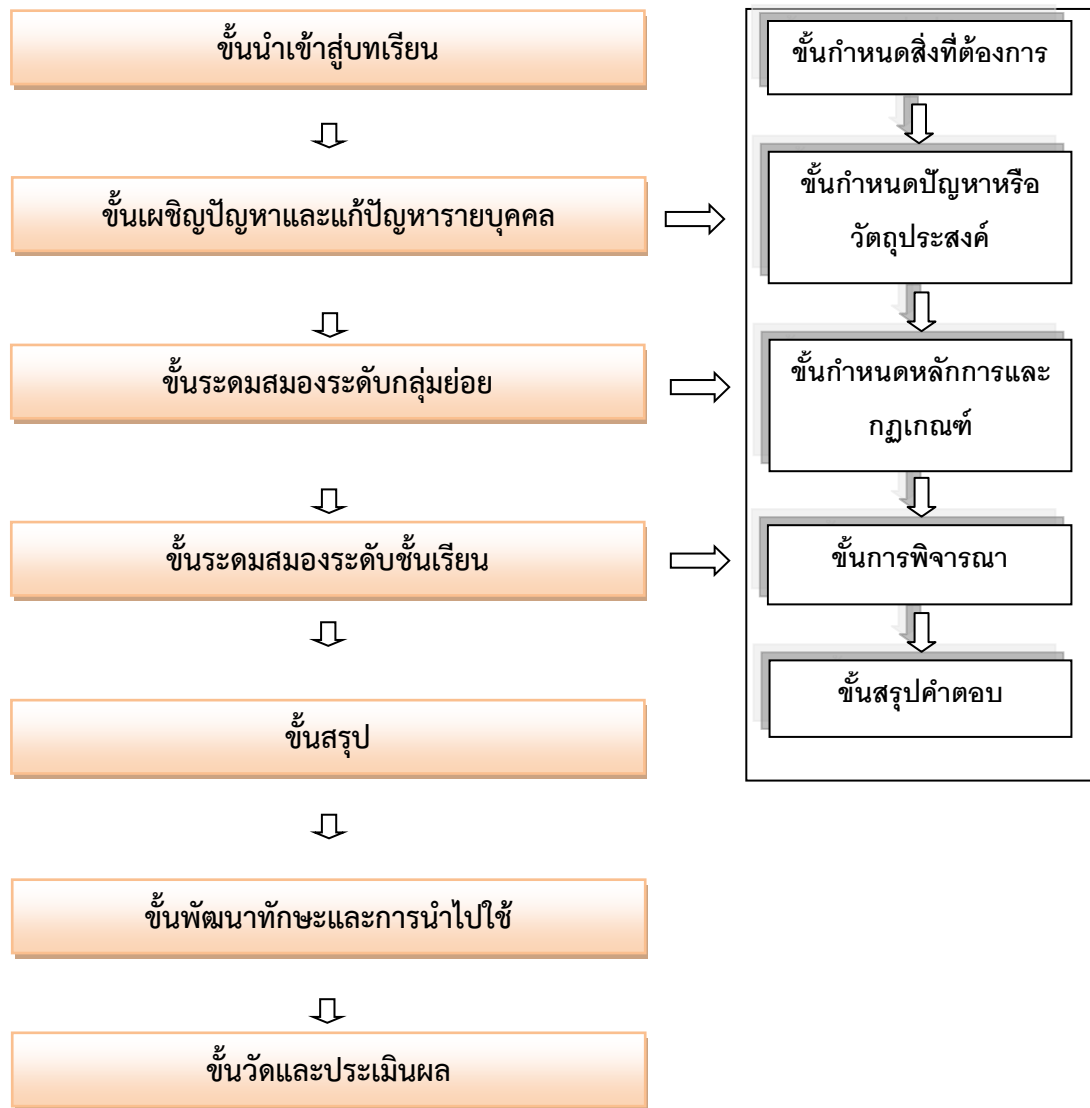 ขั้นนำเข้าสู่บทเรียน
ขั้นเผชิญปัญหาและแก้ปัญหารายบุคคล
ขั้นระดมสมองระดับกลุ่มย่อย
ขั้นระดมสมองระดับชั้นเรียน
ขั้นสรุป
ขั้นพัฒนาทักษะและการนำไปใช้
ขั้นวัดและประเมินผล
ขั้นกำหนดสิ่งที่ต้องการ
ขั้นกำหนดปัญหาหรือ
วัตถุประสงค์
ขั้นกำหนดหลักการและ
กฏเกณฑ์
ขั้นการพิจารณา
ขั้นสรุปคำตอบ